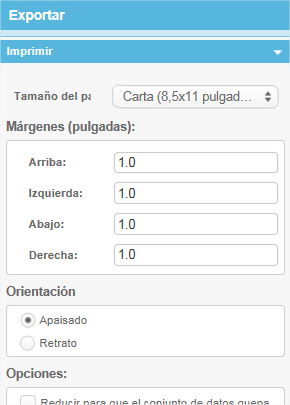 Exportar
Imprimir
Tamaño del pa
Carta (8,5x11 pulgad...
Márgenes (pulgadas):
Arriba: 1.0
Izquierda: 1.0
Abajo: 1.0
Derecha: 1.0
Orientación
Apaisado
Retrato
Opciones:
Reducir para que el conjunto de datos quepa